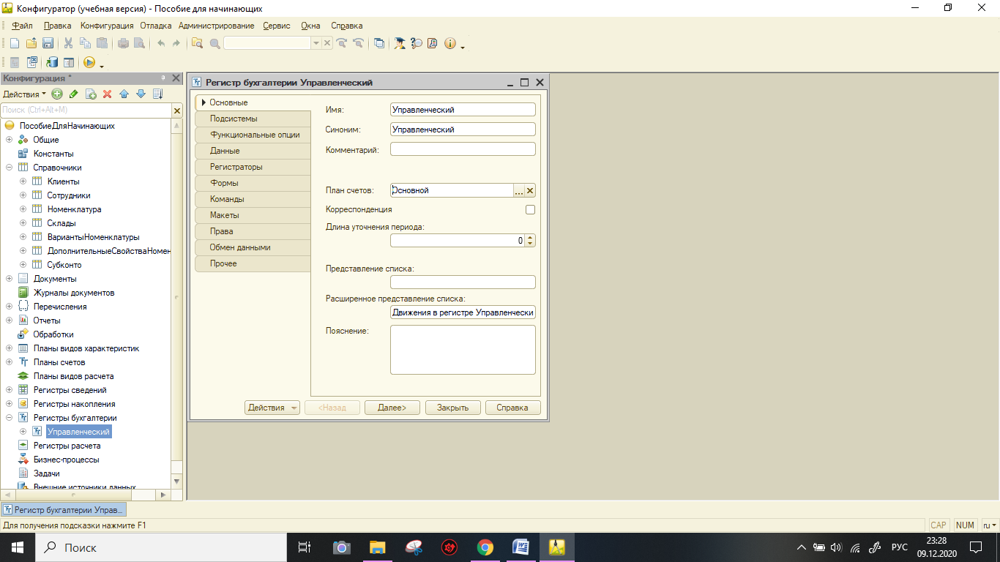 Конфигуратор (учебная версия) - Пособие для начинающих
Файл Правка Конфигурация Отладка Администрирование Сервис Окна Справка
Конфигурация *
Действия
Поиск (Ctrl+Alt+M)
ПособиеДляНачинающих
Общие
Константы
Справочники
Клиенты
Сотрудники
Номенклатура
Склады
ВариантыНоменклатуры
ДополнительныеСвойстваНомен
Субконто
Документы
Журналы документов
Перечисления
Отчеты
Обработки
Планы видов характеристик
Планы счетов
Планы видов расчета
Регистры сведений
Регистры накопления
Регистры бухгалтерии
Управленческий
Регистры расчета
Бизнес-процессы
Задачи
Внешние источники данных
Регистр бухгалтерии Управленческий
Основные
Подсистемы
Функциональные опции
Данные
Регистраторы
Формы
Команды
Макеты
Права
Обмен данными
Прочее
Имя: Управленческий
Синоним: Управленческий
Комментарий:
План счетов: Основной ...
Корреспонденция
Длина уточнения периода:
0
Представление списка:
Расширенное представление списка:
Движения в регистре Управленчески
Пояснение:
Действия <Назад Далее> Закрыть Справка
Регистр бухгалтерии Управ...
Для получения подсказки нажмите F1
CAP NUM ru
Поиск
РУС
23:28
09.12.2020